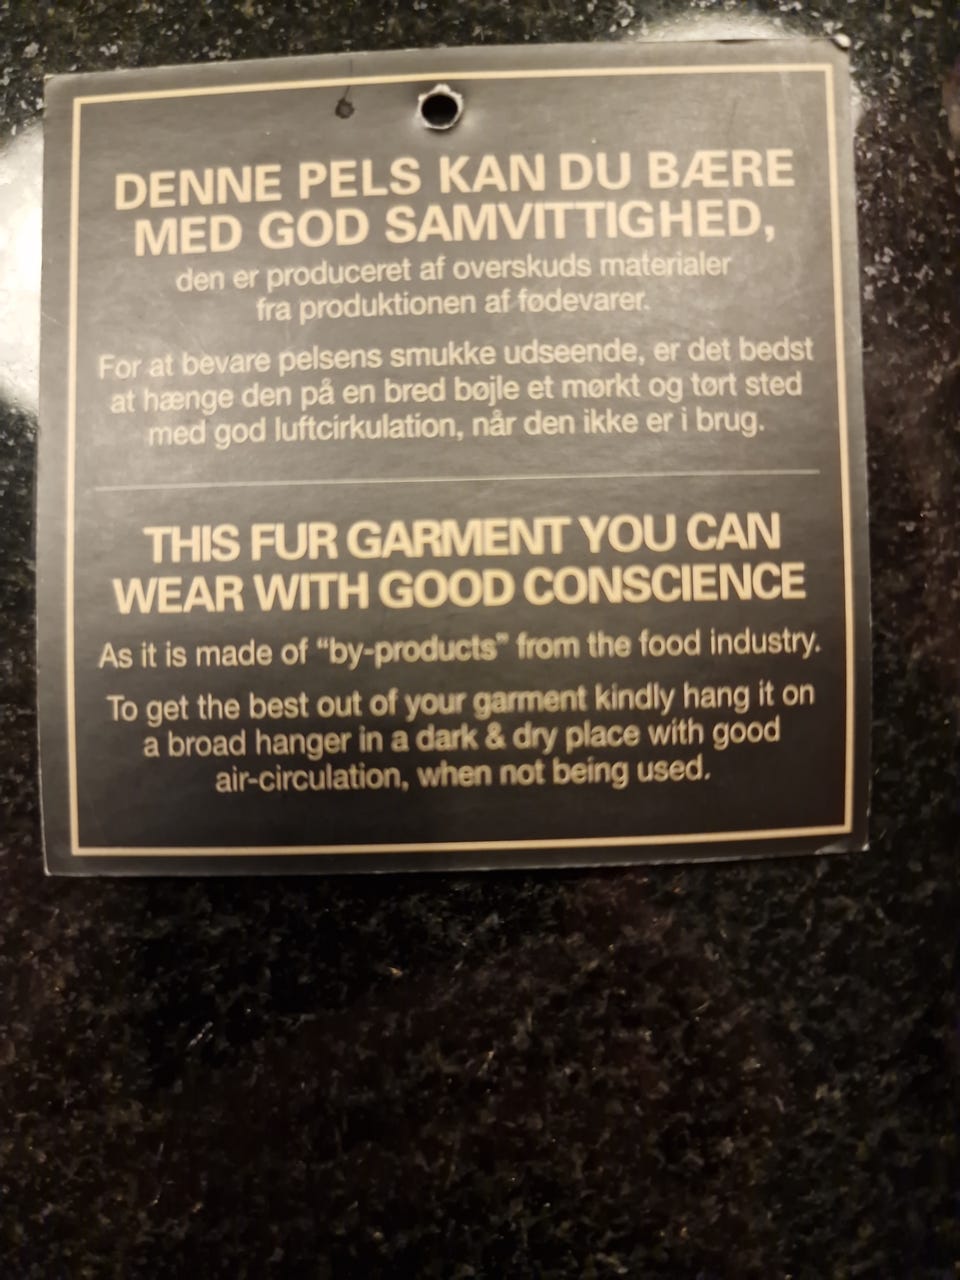 DENNE PELS KAN DU BÆRE
MED GOD SAMVITTIGHED,
den er produceret af overskuds materialer
fra produktionen af fødevarer.
For at bevare pelsens smukke udseende, er det bedst
at hænge den på en bred bøjle et mørkt og tørt sted
med god luftcirkulation, når den ikke er i brug.
THIS FUR GARMENT YOU CAN
WEAR WITH GOOD CONSCIENCE
As it is made of “by-products” from the food industry.
To get the best out of your garment kindly hang it on
a broad hanger in a dark & dry place with good
air-circulation, when not being used.